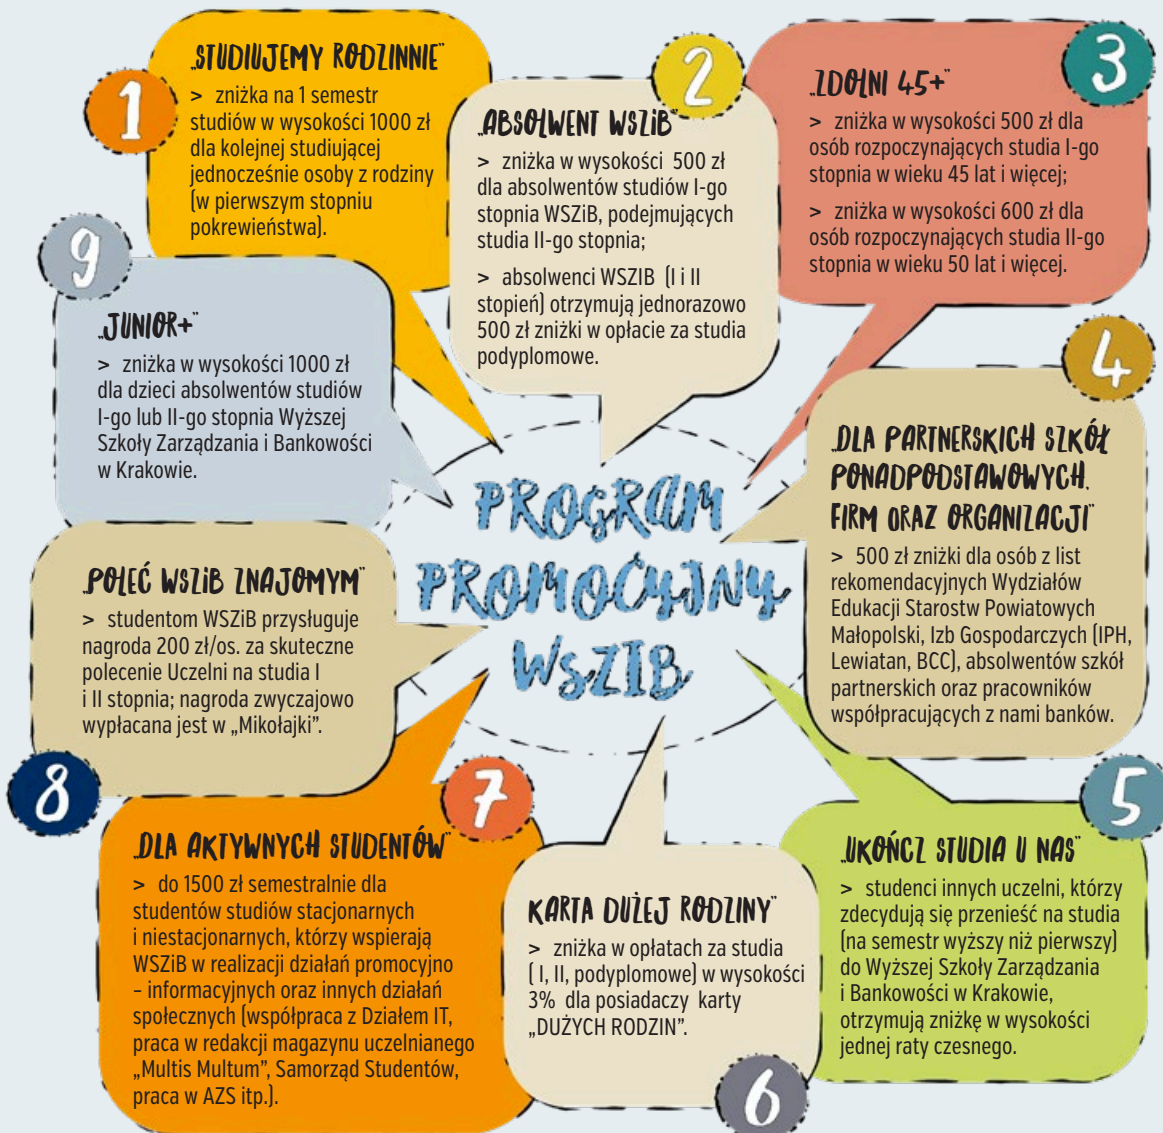 1
„STUDIUJEMY RODZINNIE"
> zniżka na 1 semestr
studiów w wysokości 1000 zł
dla kolejnej studiującej
jednocześnie osoby z rodziny
(w pierwszym stopniu
pokrewieństwa).
2
„ABSOLWENT WSZiB"
> zniżka w wysokości 500 zł
dla absolwentów studiów I-go
stopnia WSZiB, podejmujących
studia II-go stopnia;
> absolwenci WSZIB (I i II
stopień) otrzymują jednorazowo
500 zł zniżki w opłacie za studia
podyplomowe.
3
„ZDOLNI 45+"
> zniżka w wysokości 500 zł dla
osób rozpoczynających studia I-go
stopnia w wieku 45 lat i więcej;
> zniżka w wysokości 600 zł dla
osób rozpoczynających studia II-go
stopnia w wieku 50 lat i więcej.
4
„DLA PARTNERSKICH SZKÓŁ
PONADPODSTAWOWYCH,
FIRM ORAZ ORGANIZACJI"
> 500 zł zniżki dla osób z list
rekomendacyjnych Wydziałów
Edukacji Starostw Powiatowych
Małopolski, Izb Gospodarczych (IPH,
Lewiatan, BCC), absolwentów szkół
partnerskich oraz pracowników
współpracujących z nami banków.
5
„UKOŃCZ STUDIA U NAS"
> studenci innych uczelni, którzy
zdecydują się przenieść na studia
(na semestr wyższy niż pierwszy)
do Wyższej Szkoły Zarządzania
i Bankowości w Krakowie,
otrzymują zniżkę w wysokości
jednej raty czesnego.
KARTA DUŻEJ RODZINY"
> zniżka w opłatach za studia
( I, II, podyplomowe) w wysokości
3% dla posiadaczy karty
„DUŻYCH RODZIN".
6
7
„DLA AKTYWNYCH STUDENTÓW"
> do 1500 zł semestralnie dla
studentów studiów stacjonarnych
i niestacjonarnych, którzy wspierają
WSZiB w realizacji działań promocyjno
– informacyjnych oraz innych działań
społecznych (współpraca z Działem IT,
praca w redakcji magazynu uczelnianego
„Multis Multum", Samorząd Studentów,
praca w AZS itp.).
„POLEĆ WSZiB ZNAJOMYM"
> studentom WSZiB przysługuje
nagroda 200 zł/os. za skuteczne
polecenie Uczelni na studia I
i II stopnia; nagroda zwyczajowo
wypłacana jest w „Mikołajki".
8
9
„JUNIOR+"
> zniżka w wysokości 1000 zł
dla dzieci absolwentów studiów
I-go lub II-go stopnia Wyższej
Szkoły Zarządzania i Bankowości
w Krakowie.
PROGRAM
PROMOCYJNY
WSZIB